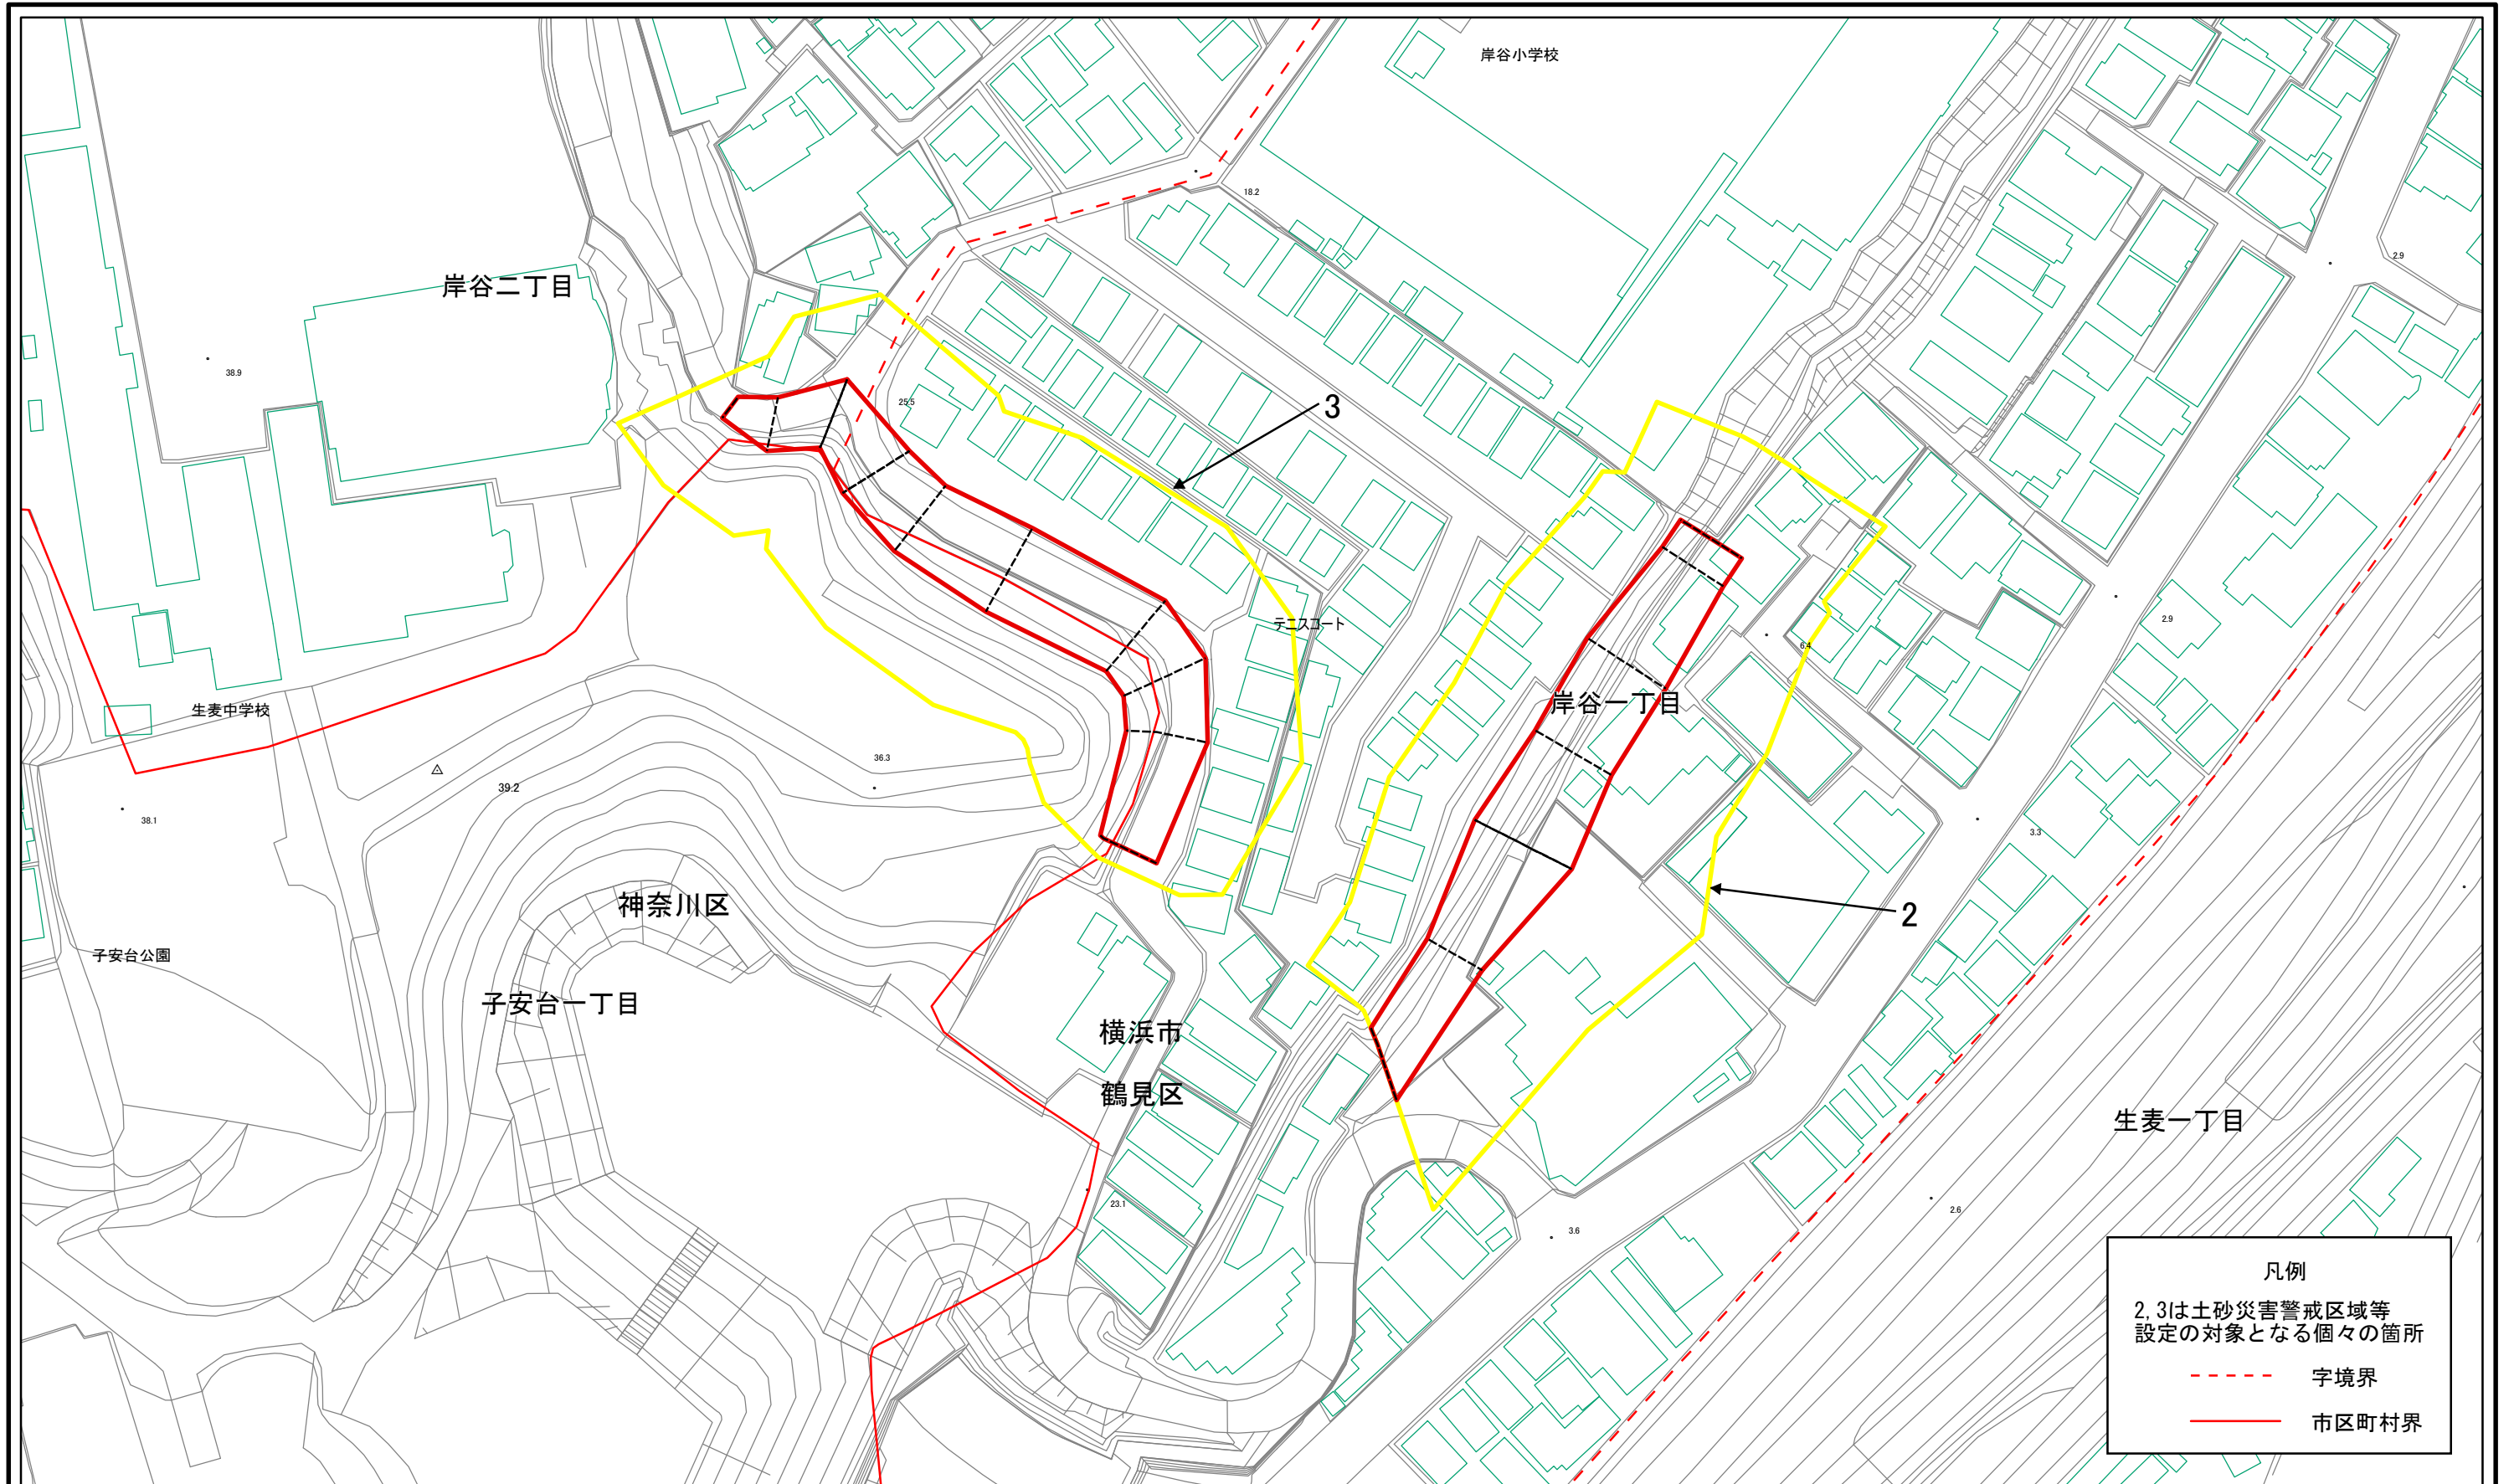 岸谷小学校
18.2
2.9
岸谷二丁目
38.9
25.5
3
テニスコート
2.9
6.4
岸谷一丁目
生麦中学校
36.3
39.2
38.1
3.3
神奈川区
2
子安台公園
子安台一丁目
横浜市
鶴見区
生麦一丁目
23.1
2.6
3.6
凡例
2,3は土砂災害警戒区域等
設定の対象となる個々の箇所
字境界
市区町村界